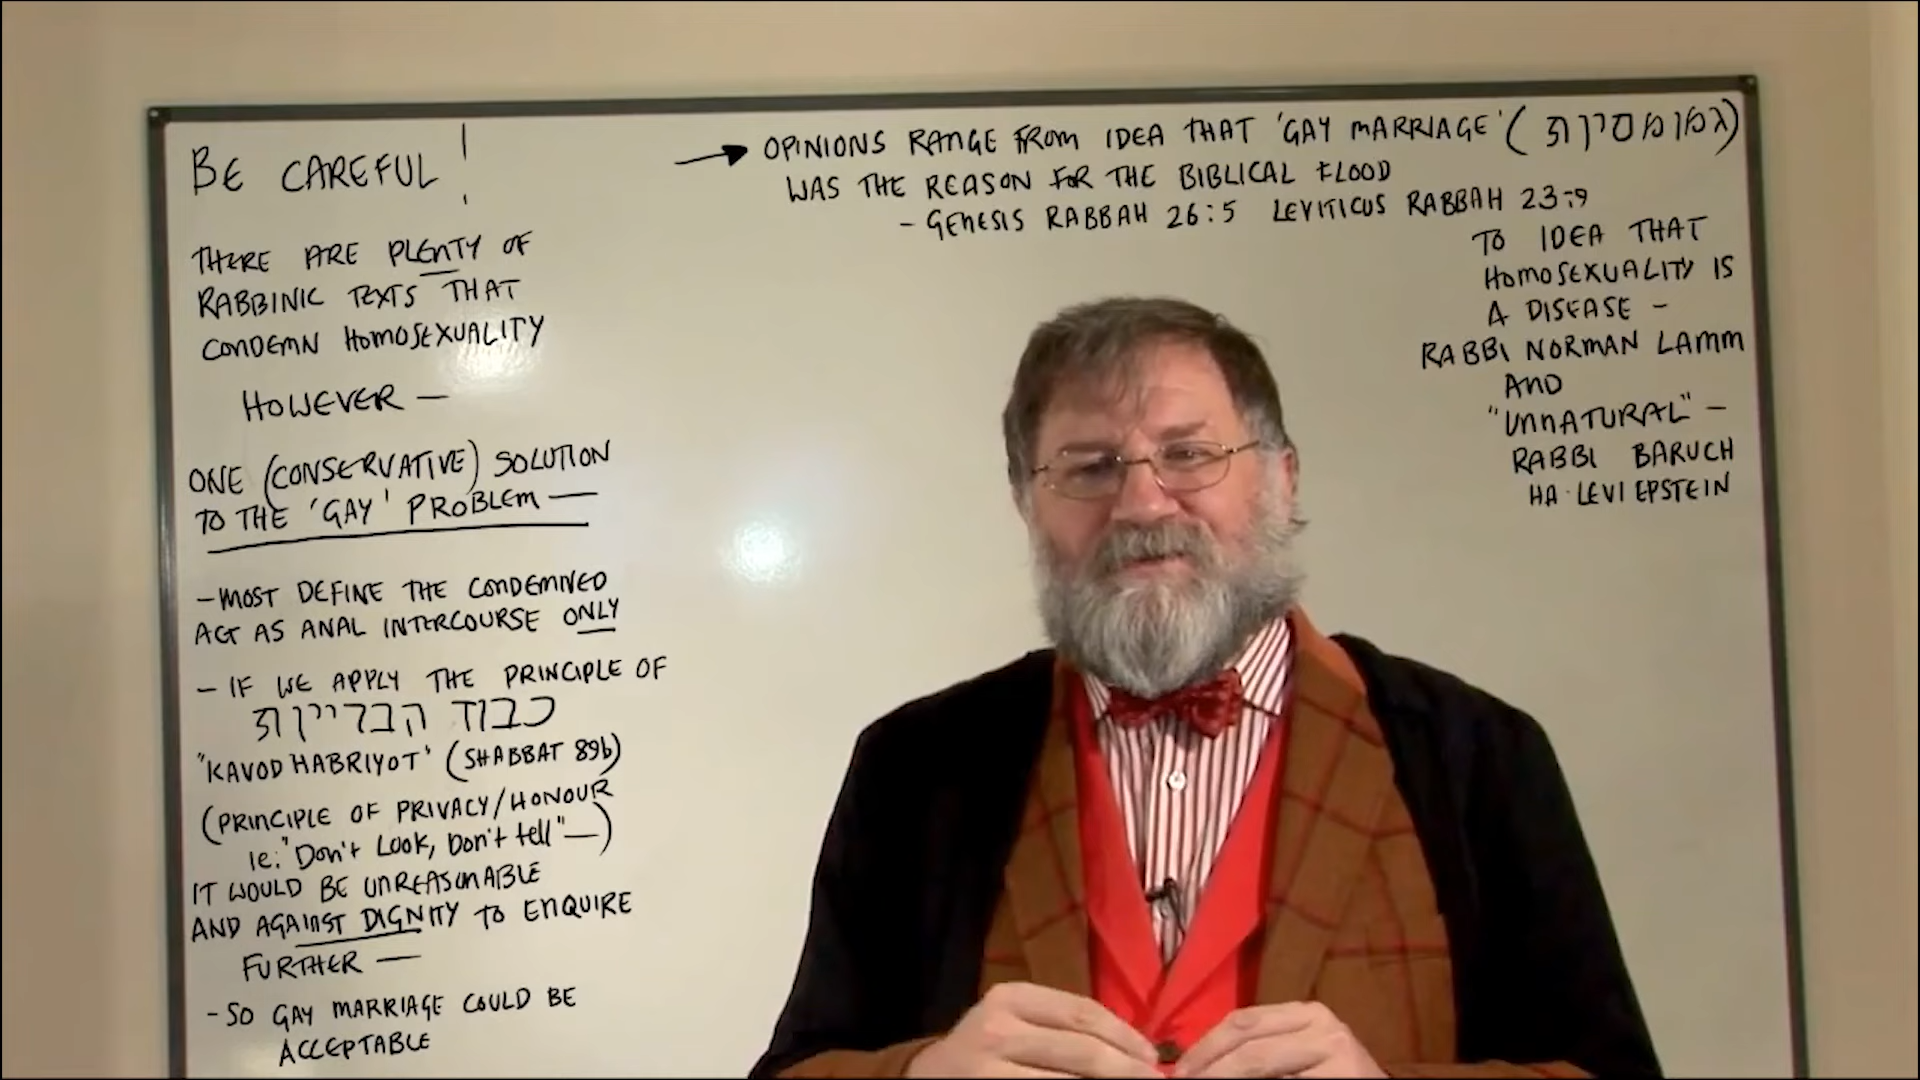 BE CAREFUL!
THERE ARE PLENTY OF
RABBINIC TEXTS THAT
CONDEMN HOMOSEXUALITY
HOWEVER —
ONE (CONSERVATIVE) SOLUTION
TO THE 'GAY' PROBLEM —
– MOST DEFINE THE CONDEMNED
ACT AS ANAL INTERCOURSE ONLY
– IF WE APPLY THE PRINCIPLE OF
כבוד הבריות
"KAVOD HABRIYOT' (SHABBAT 89b)
(PRINCIPLE OF PRIVACY/HONOUR
ie: "Don't Look, Don't tell" —)
IT WOULD BE UNREASONABLE
AND AGAINST DIGNITY TO ENQUIRE
FURTHER —
– SO GAY MARRIAGE COULD BE
ACCEPTABLE
→ OPINIONS RANGE FROM IDEA THAT 'GAY MARRIAGE' (גמומסיות)
WAS THE REASON FOR THE BIBLICAL FLOOD
– GENESIS RABBAH 26:5 LEVITICUS RABBAH 23:9
TO IDEA THAT
HOMOSEXUALITY IS
A DISEASE –
RABBI NORMAN LAMM
AND
"UNNATURAL" –
RABBI BARUCH
HA·LEVI EPSTEIN